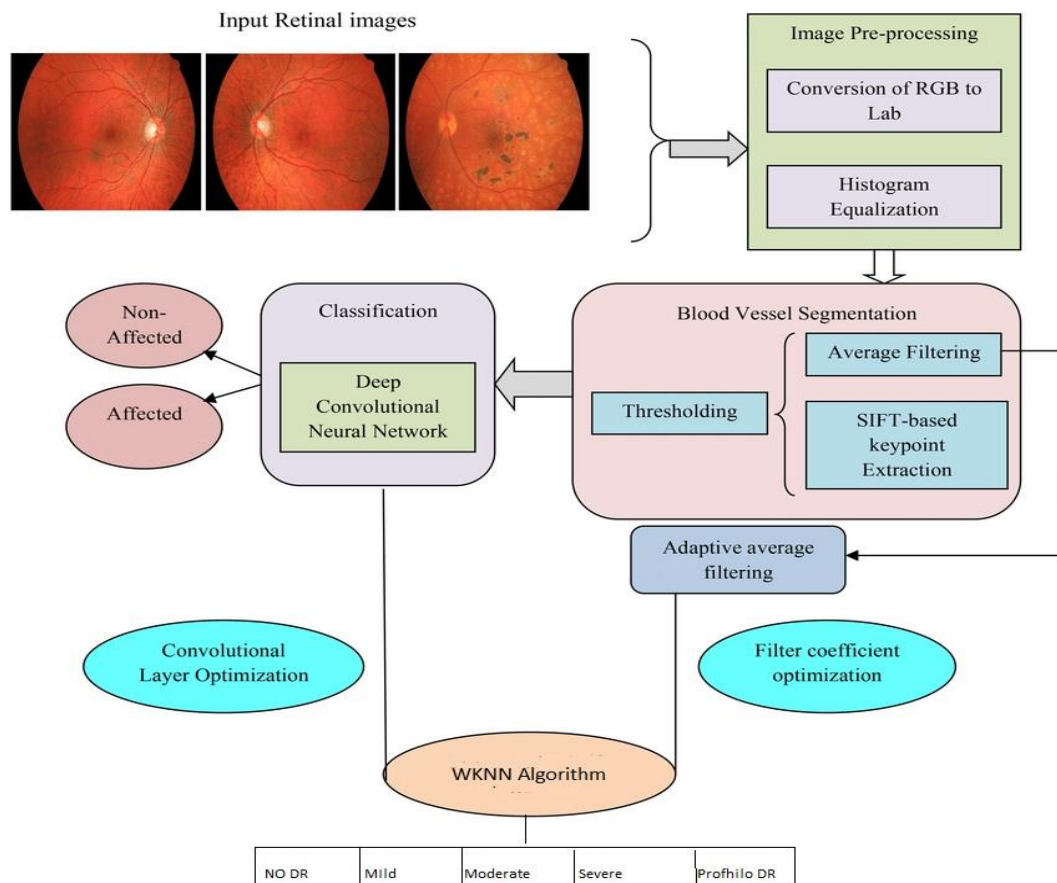 Input Retinal images
Image Pre-processing
Conversion of RGB to
Lab
Histogram
Equalization
Non-
Affected
Affected
Classification
Deep
Convolutional
Neural Network
Blood Vessel Segmentation
Thresholding
Average Filtering
SIFT-based
keypoint
Extraction
Adaptive average
filtering
Convolutional
Layer Optimization
Filter coefficient
optimization
WKNN Algorithm
NO DR
MIld
Moderate
Severe
Profhilo DR